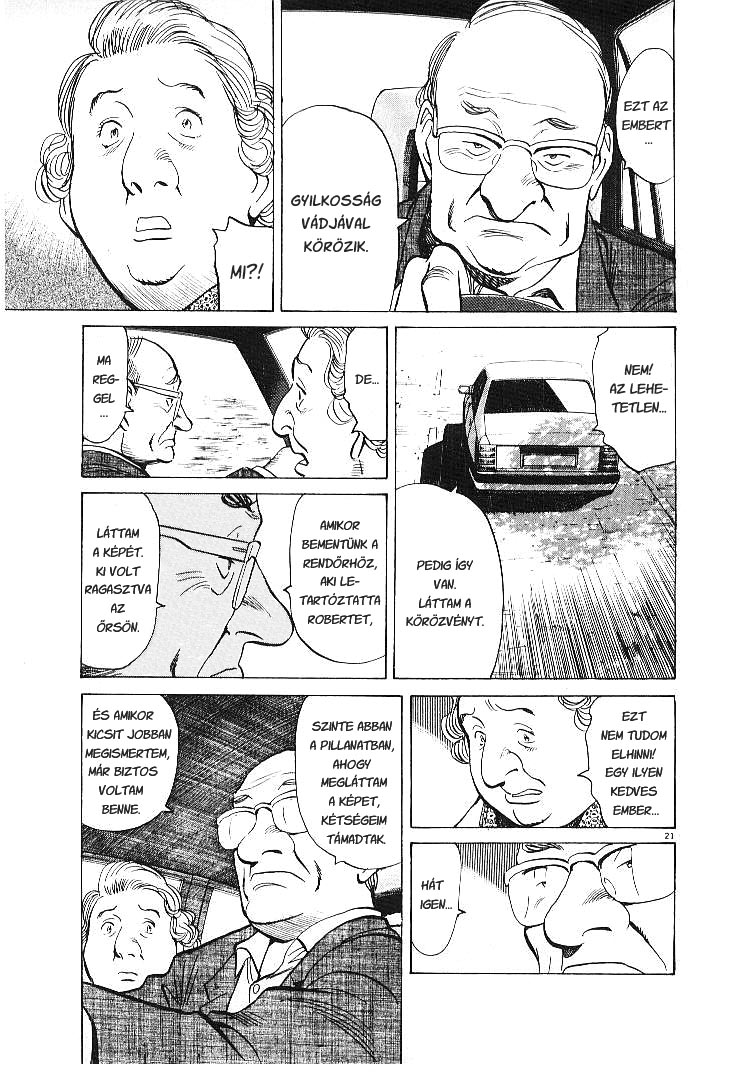 EZT AZ
EMBERT
...
GYILKOSSÁG
VÁDJÁVAL
KÖRÖZIK.
MI?!
NEM!
AZ LEHE-
TETLEN...
PEDIG ÍGY
VAN.
LÁTTAM A
KÖRÖZVÉNYT.
DE...
MA
REG-
GEL
...
AMIKOR
BEMENTÜNK A
RENDŐRHÖZ,
AKI LE-
TARTÓZTATTA
ROBERTET,
LÁTTAM
A KÉPÉT.
KI VOLT
RAGASZTVA
AZ
ŐRSÖN.
EZT
NEM TUDOM
ELHINNI!
EGY ILYEN
KEDVES
EMBER...
21
HÁT
IGEN...
SZINTE ABBAN
A PILLANATBAN,
AHOGY
MEGLÁTTAM
A KÉPET,
KÉTSÉGEIM
TÁMADTAK.
ÉS AMIKOR
KICSIT JOBBAN
MEGISMERTEM,
MÁR BIZTOS
VOLTAM
BENNE.